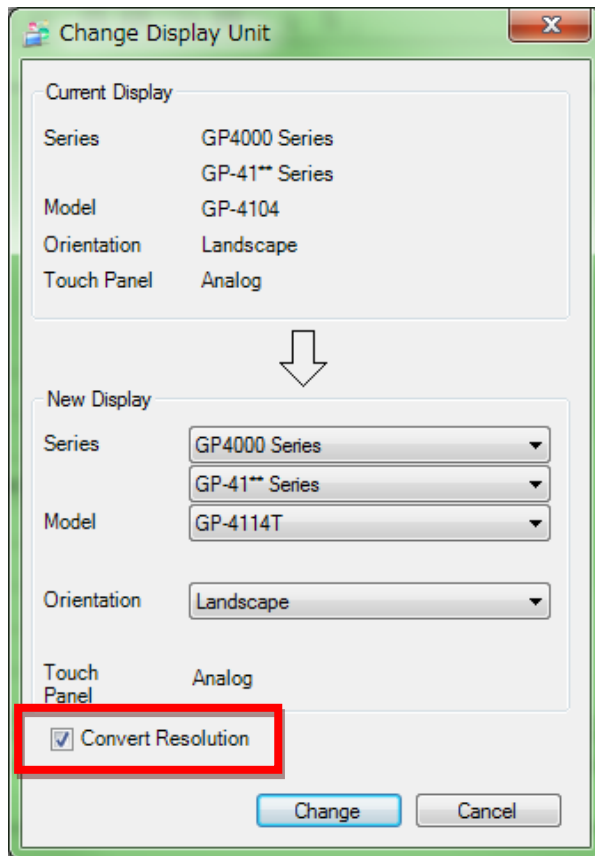 Change Display Unit
Current Display
Series GP4000 Series
GP-41** Series
Model GP-4104
Orientation Landscape
Touch Panel Analog
New Display
Series GP4000 Series
GP-41** Series
Model GP-4114T
Orientation Landscape
Touch
Panel Analog
Convert Resolution
Change Cancel